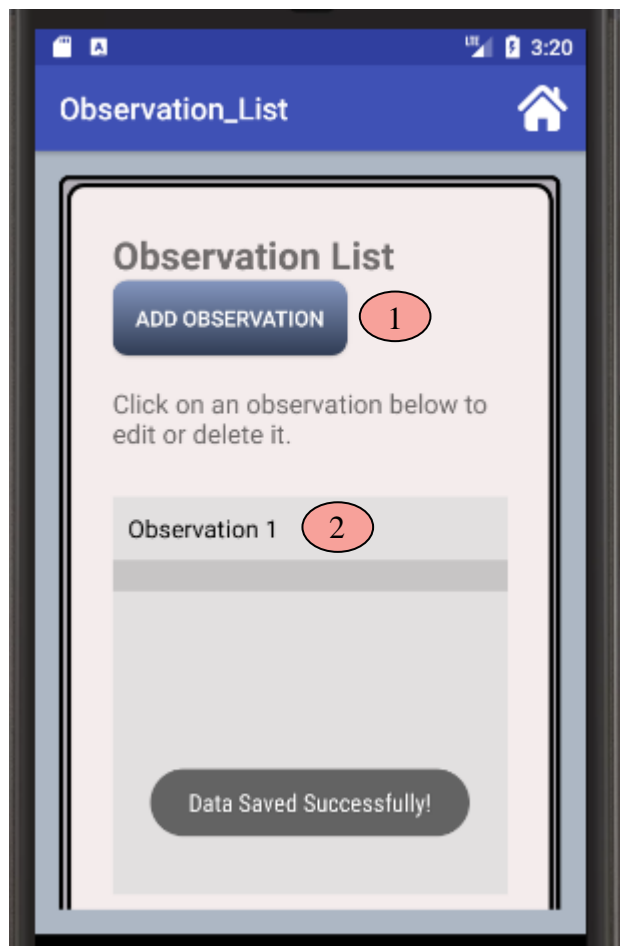 LTE 3:20
Observation_List
Observation List
ADD OBSERVATION 1
Click on an observation below to
edit or delete it.
Observation 1 2
Data Saved Successfully!